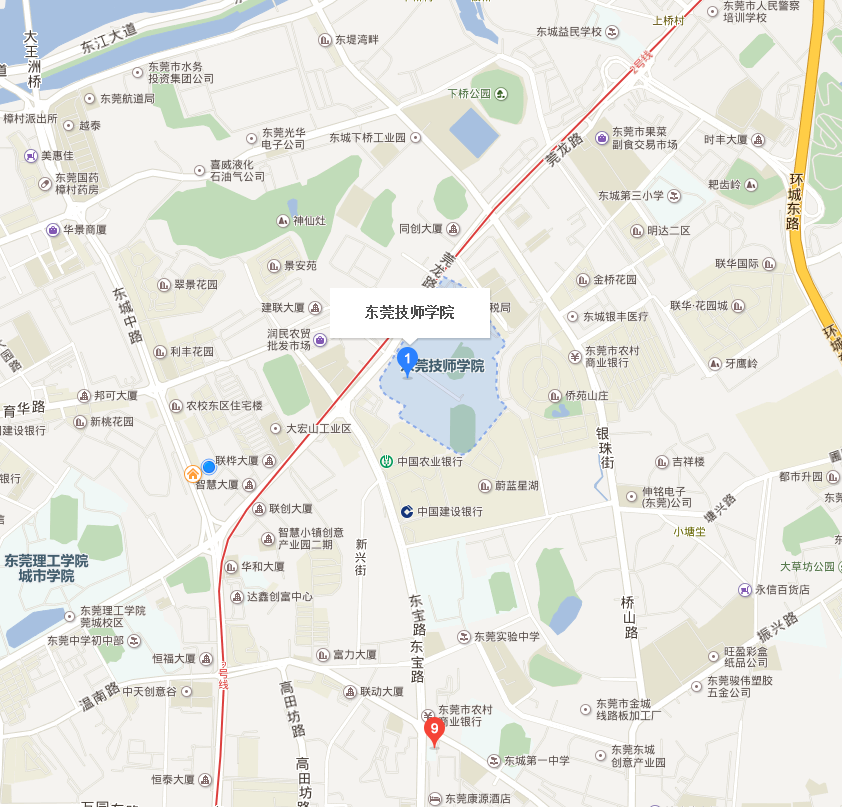 东莞市人民警察
培训学校
上桥村
东城益民学校
2号线
大王洲桥
东江大道
东堤湾畔
东莞市水务
投资集团公司
下桥公园
东莞航道局
樟村派出所
越泰
东莞光华
电子公司
东城下桥工业园
莞龙路
东莞市果菜
副食交易市场
时丰大厦
美惠佳
喜威液化
石油气公司
东莞国药
樟村药房
耙齿岭
环城东路
东城第三小学
神仙灶
华景商厦
同创大厦
明达二区
景安苑
莞龙路
联华国际
翠景花园
金桥花园
东莞技师学院
税局
建联大厦
联华·花园城
东城中路
东城银丰医疗
环城东
润民农贸
批发市场
利丰花园
东莞市农村
商业银行
1
莞技师学院
牙鹰岭
邦可大厦
侨苑山庄
育华路
农校东区住宅楼
新桃花园
国建设银行
大宏山工业区
银珠街
联桦大厦
中国农业银行
吉祥楼
智慧大厦
都市升园
蔚蓝星湖
伸铭电子
(东莞)公司
塘兴路
联创大厦
中国建设银行
小塘堂
智慧小镇创意
产业园二期
新兴街
东莞理工学院
城市学院
华和大厦
大草坊公园
永信百货店
达鑫创富中心
东宝路
桥山路
东莞理工学院
莞城校区
振兴路
东莞中学初中部
东莞实验中学
东宝路
恒福大厦
富力大厦
旺盈彩盒
纸品公司
2号线
温南路
中天创意谷
联动大厦
东莞骏伟塑胶
五金公司
高田坊路
东莞市农村
商业银行
东莞市金城
线路板加工厂
9
东城第一中学
东莞东城
创意产业园
恒泰大厦
高田坊路
东莞康源酒店